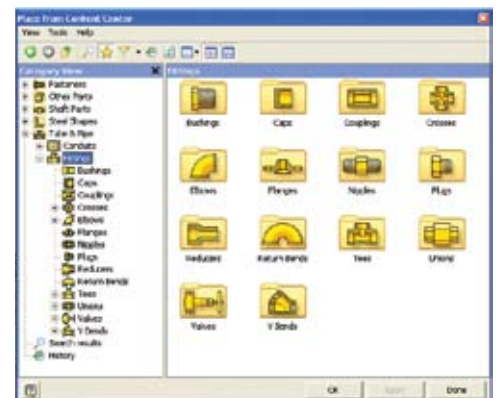 Place from Content Center
View Tools Help
Category View
Fittings
Fasteners
Other Parts
Shaft Parts
Steel Shapes
Tube & Pipe
Conduits
Fittings
Bushings
Caps
Couplings
Crosses
Elbows
Flanges
Nipples
Plugs
Reducers
Return Bends
Tees
Unions
Valves
Y Bends
Search results
History
Bushings
Caps
Couplings
Crosses
Elbows
Flanges
Nipples
Plugs
Reducers
Return Bends
Tees
Unions
Valves
Y Bends
OK
Apply
Done